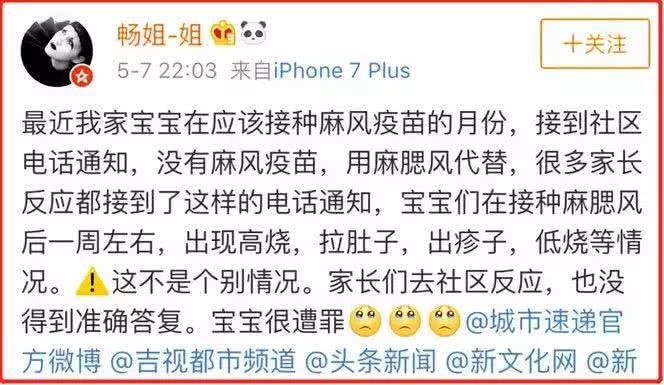 畅姐-姐
+关注
5-7 22:03 来自iPhone 7 Plus
最近我家宝宝在应该接种麻风疫苗的月份，接到社区
电话通知，没有麻风疫苗，用麻腮风代替，很多家长
反应都接到了这样的电话通知，宝宝们在接种麻腮风
后一周左右，出现高烧，拉肚子，出疹子，低烧等情
况。⚠️这不是个别情况。家长们去社区反应，也没
得到准确答复。宝宝很遭罪 @城市速递官
方微博 @吉视都市频道 @头条新闻 @新文化网 @新